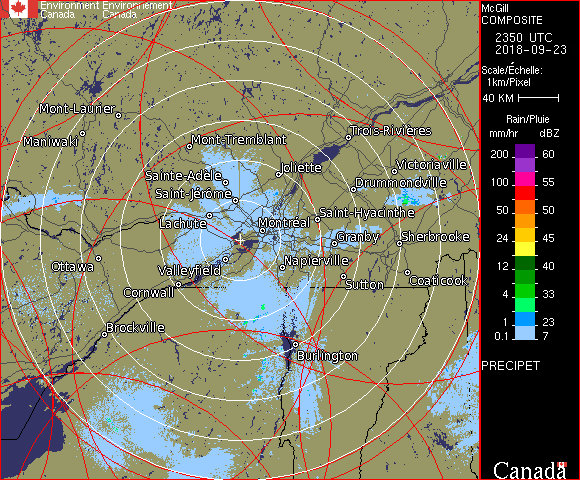 Environment Environnement
Canada Canada
McGill
COMPOSITE
2350 UTC
2018-09-23
Scale/Échelle:
1km/Pixel
40 KM
Rain/Pluie
mm/hr dBZ
200 60
100 55
50 50
24 45
12 40
4 33
1 23
0.1 7
PRECIPET
Canada
Mont-Laurier
Maniwaki
Mont-Tremblant
Trois-Rivières
Joliette
Victoriaville
Sainte-Adèle
Drummondville
Saint-Jérôme
Saint-Hyacinthe
Lachute
Montréal
Granby
Sherbrooke
Napierville
Ottawa
Valleyfield
Sutton
Coaticook
Cornwall
Brockville
Burlington